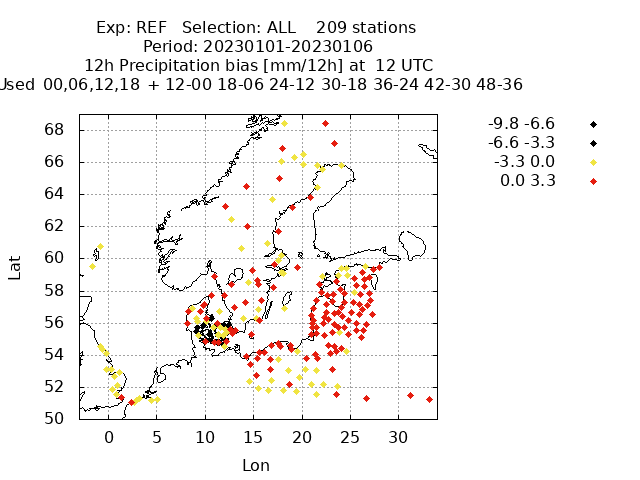 Exp: REF Selection: ALL 209 stations
Period: 20230101-20230106
12h Precipitation bias [mm/12h] at 12 UTC
Used 00,06,12,18 + 12-00 18-06 24-12 30-18 36-24 42-30 48-36
-9.8 -6.6
-6.6 -3.3
-3.3 0.0
0.0 3.3
68
66
64
62
60
58
56
54
52
50
Lat
0 5 10 15 20 25 30
Lon